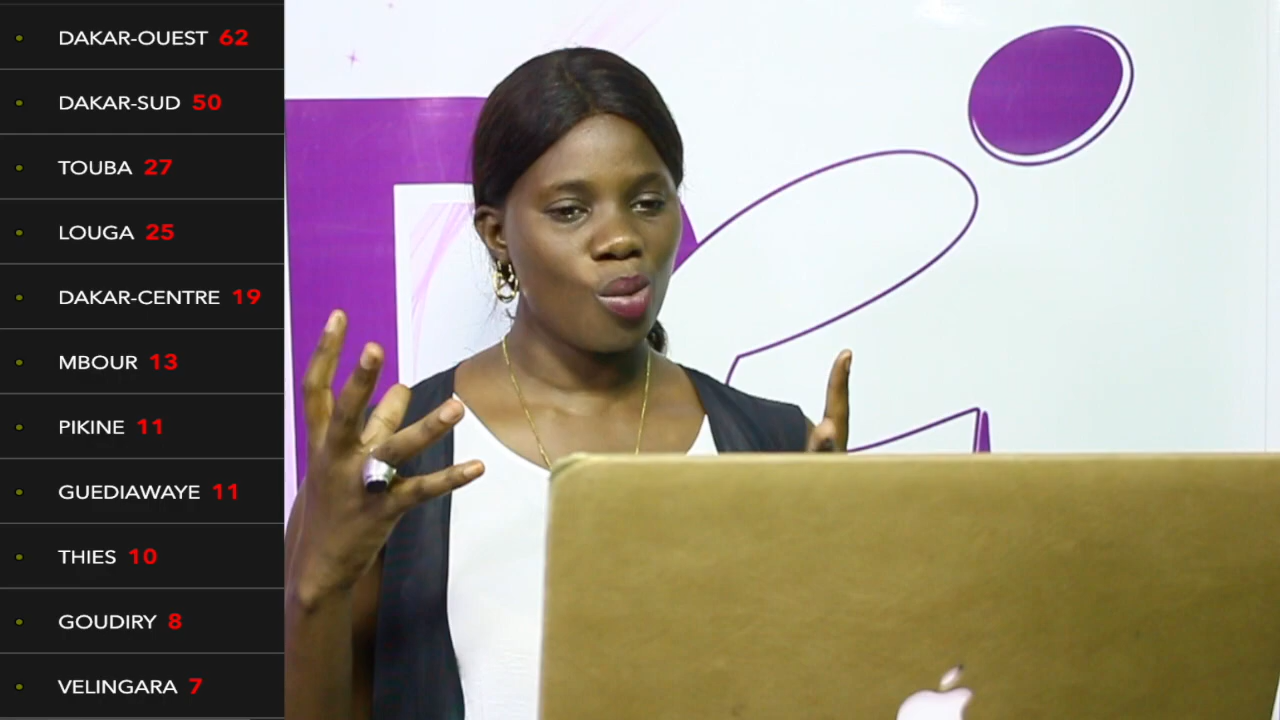 DAKAR-OUEST 62
DAKAR-SUD 50
TOUBA 27
LOUGA 25
DAKAR-CENTRE 19
MBOUR 13
PIKINE 11
GUEDIAWAYE 11
THIES 10
GOUDIRY 8
VELINGARA 7